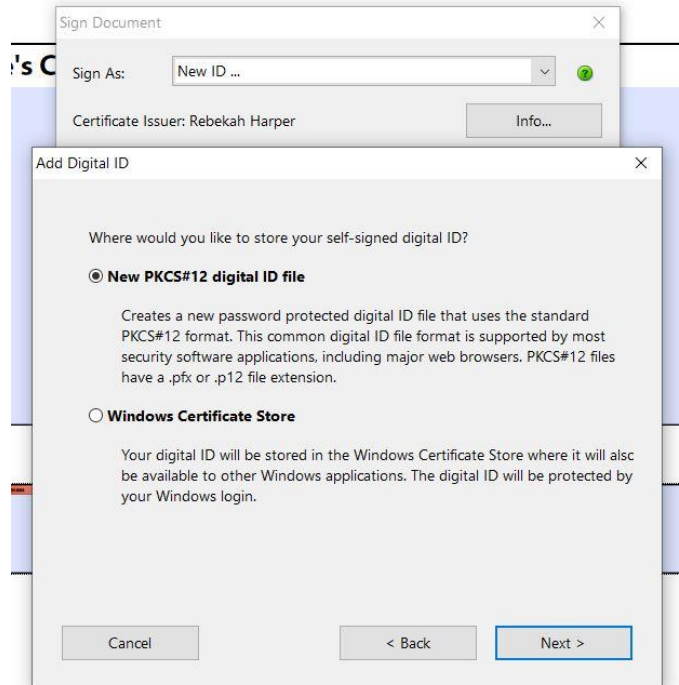 Sign Document
's C
Sign As:
New ID ...
Certificate Issuer: Rebekah Harper
Info...
Add Digital ID
Where would you like to store your self-signed digital ID?
New PKCS#12 digital ID file
Creates a new password protected digital ID file that uses the standard
PKCS#12 format. This common digital ID file format is supported by most
security software applications, including major web browsers. PKCS#12 files
have a .pfx or .p12 file extension.
Windows Certificate Store
Your digital ID will be stored in the Windows Certificate Store where it will alsc
be available to other Windows applications. The digital ID will be protected by
your Windows login.
Cancel
< Back
Next >